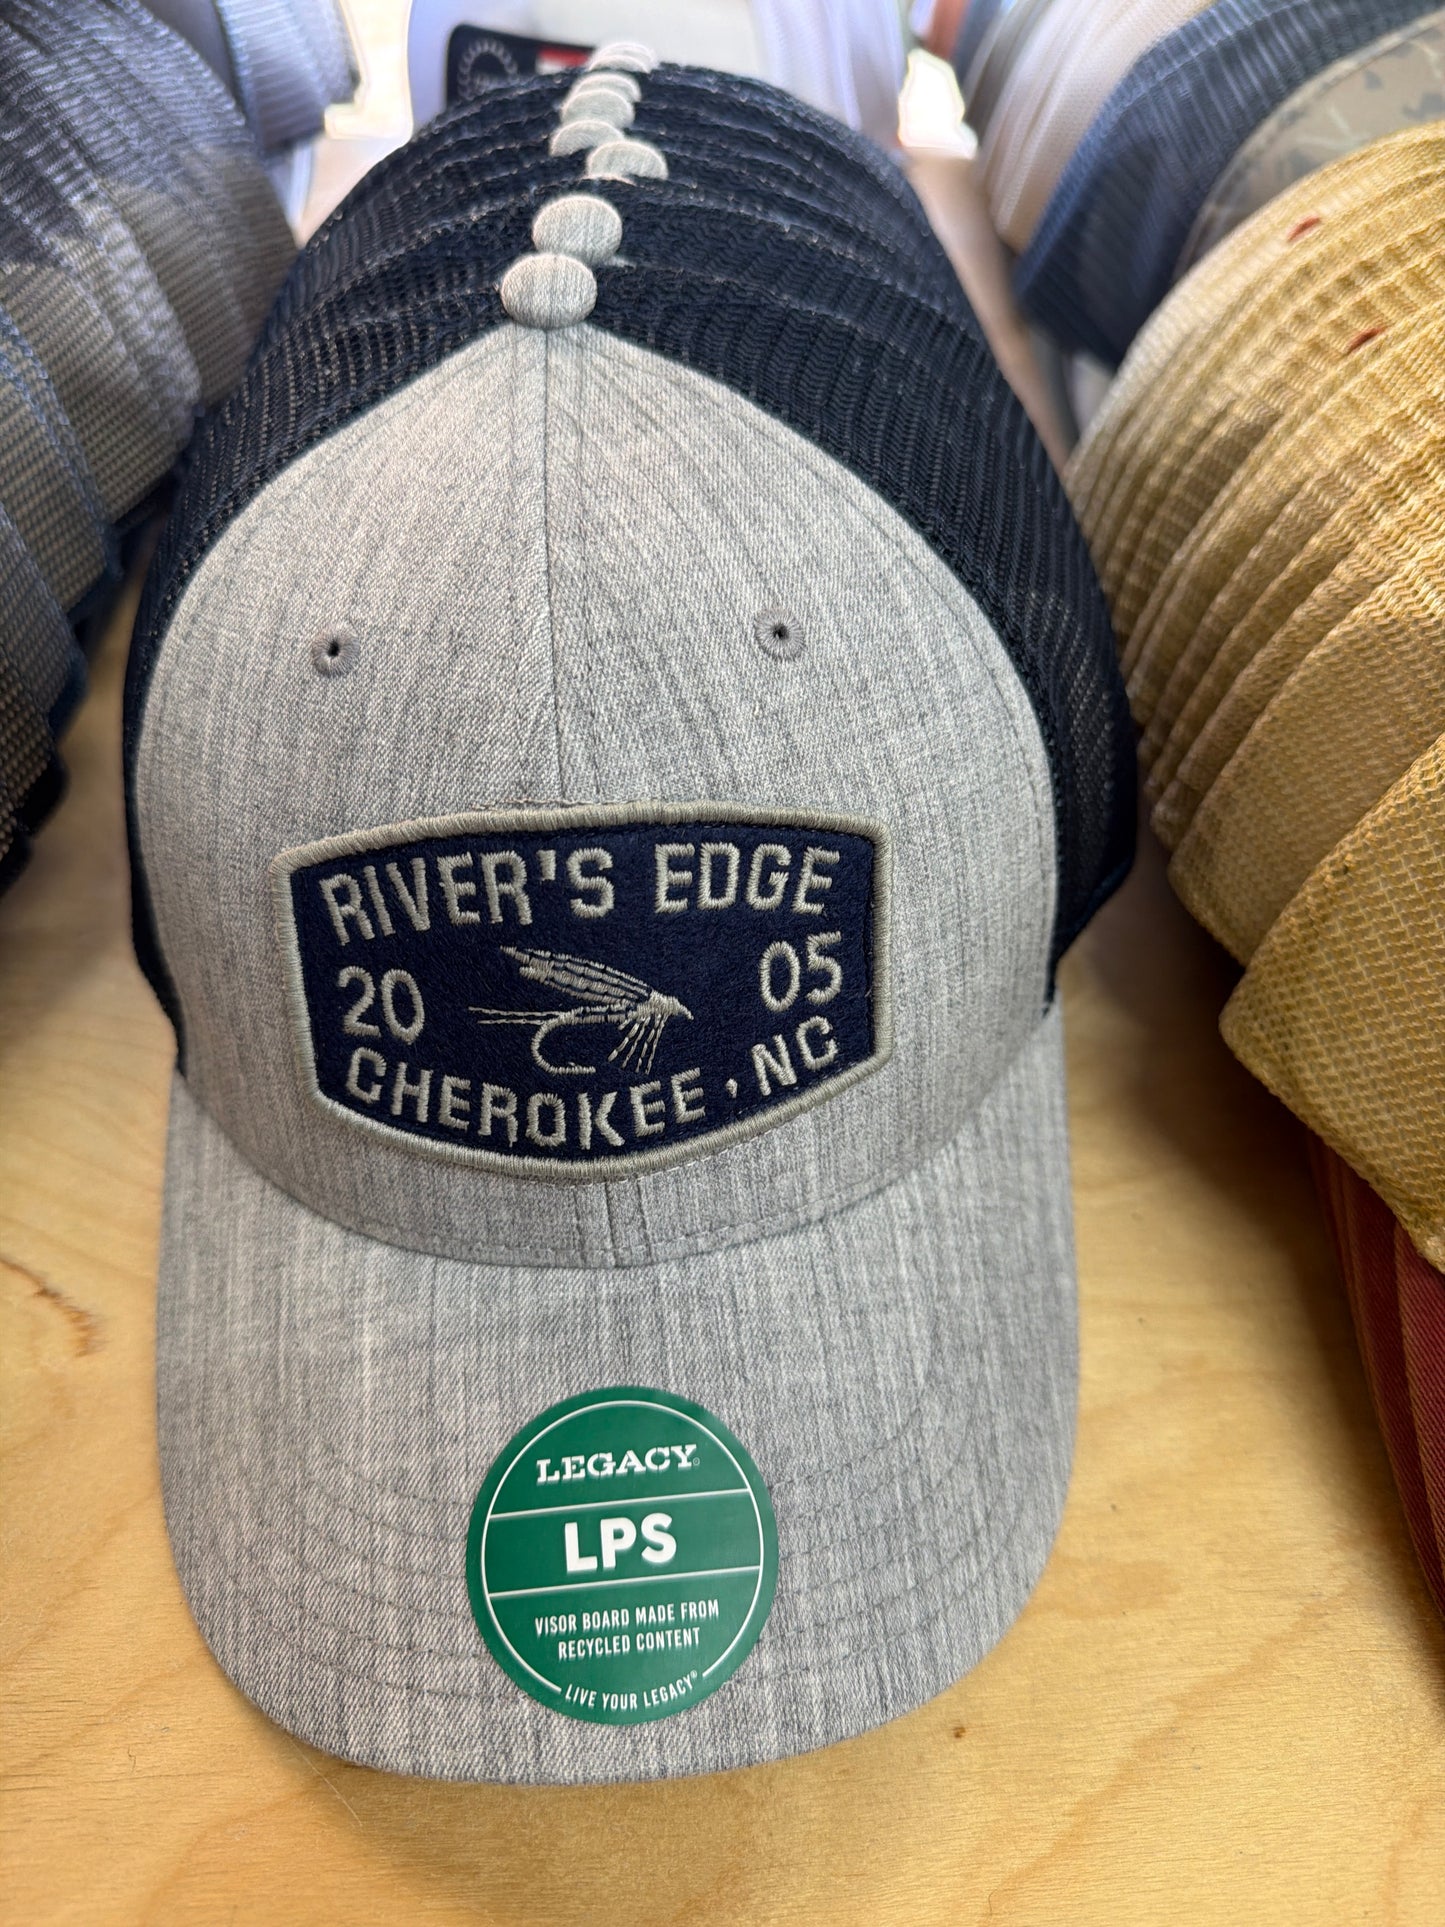 RIVER'S EDGE
20 05
CHEROKEE, NC
LEGACY
LPS
VISOR BOARD MADE FROM
RECYCLED CONTENT
LIVE YOUR LEGACY®